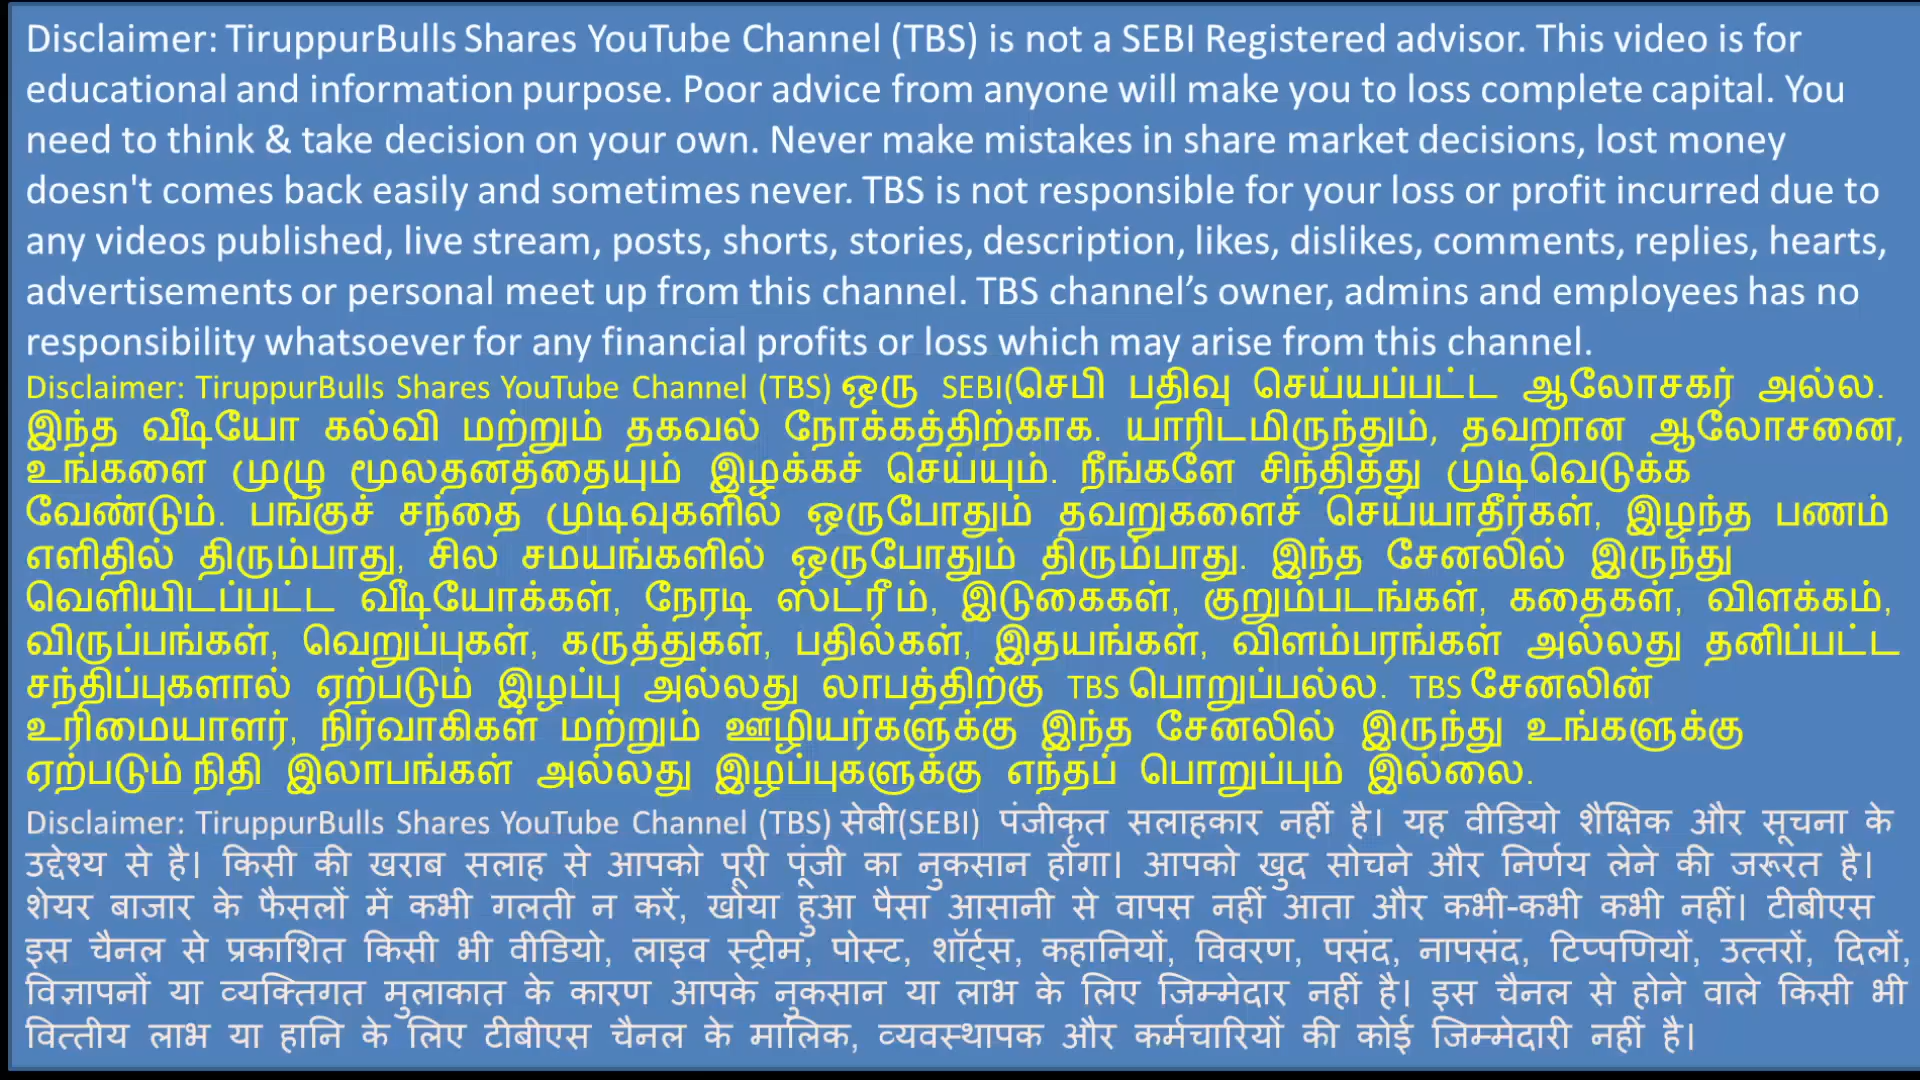 Disclaimer: TiruppurBulls Shares YouTube Channel (TBS) is not a SEBI Registered advisor. This video is for
educational and information purpose. Poor advice from anyone will make you to loss complete capital. You
need to think & take decision on your own. Never make mistakes in share market decisions, lost money
doesn't comes back easily and sometimes never. TBS is not responsible for your loss or profit incurred due to
any videos published, live stream, posts, shorts, stories, description, likes, dislikes, comments, replies, hearts,
advertisements or personal meet up from this channel. TBS channel’s owner, admins and employees has no
responsibility whatsoever for any financial profits or loss which may arise from this channel.
Disclaimer: TiruppurBulls Shares YouTube Channel (TBS) ஒரு SEBI(செபி பதிவு செய்யப்பட்ட ஆலோசகர் அல்ல.
இந்த வீடியோ கல்வி மற்றும் தகவல் நோக்கத்திற்காக. யாரிடமிருந்தும், தவறான ஆலோசனை,
உங்களை முழு மூலதனத்தையும் இழக்கச் செய்யும். நீங்களே சிந்தித்து முடிவெடுக்க
வேண்டும். பங்குச் சந்தை முடிவுகளில் ஒருபோதும் தவறுகளைச் செய்யாதீர்கள், இழந்த பணம்
எளிதில் திரும்பாது, சில சமயங்களில் ஒருபோதும் திரும்பாது. இந்த சேனலில் இருந்து
வெளியிடப்பட்ட வீடியோக்கள், நேரடி ஸ்ட்ரீம், இடுகைகள், குறும்படங்கள், கதைகள், விளக்கம்,
விருப்பங்கள், வெறுப்புகள், கருத்துகள், பதில்கள், இதயங்கள், விளம்பரங்கள் அல்லது தனிப்பட்ட
சந்திப்புகளால் ஏற்படும் இழப்பு அல்லது லாபத்திற்கு TBS பொறுப்பல்ல. TBS சேனலின்
உரிமையாளர், நிர்வாகிகள் மற்றும் ஊழியர்களுக்கு இந்த சேனலில் இருந்து உங்களுக்கு
ஏற்படும் நிதி இலாபங்கள் அல்லது இழப்புகளுக்கு எந்தப் பொறுப்பும் இல்லை.
Disclaimer: TiruppurBulls Shares YouTube Channel (TBS) सेबी(SEBI) पंजीकृत सलाहकार नहीं है। यह वीडियो शैक्षिक और सूचना के
उद्देश्य से है। किसी की खराब सलाह से आपको पूरी पूंजी का नुकसान होगा। आपको खुद सोचने और निर्णय लेने की जरूरत है।
शेयर बाजार के फैसलों में कभी गलती न करें, खोया हुआ पैसा आसानी से वापस नहीं आता और कभी-कभी कभी नहीं। टीबीएस
इस चैनल से प्रकाशित किसी भी वीडियो, लाइव स्ट्रीम, पोस्ट, शॉर्ट्स, कहानियों, विवरण, पसंद, नापसंद, टिप्पणियों, उत्तरों, दिलों,
विज्ञापनों या व्यक्तिगत मुलाकात के कारण आपके नुकसान या लाभ के लिए जिम्मेदार नहीं है। इस चैनल से होने वाले किसी भी
वित्तीय लाभ या हानि के लिए टीबीएस चैनल के मालिक, व्यवस्थापक और कर्मचारियों की कोई जिम्मेदारी नहीं है।